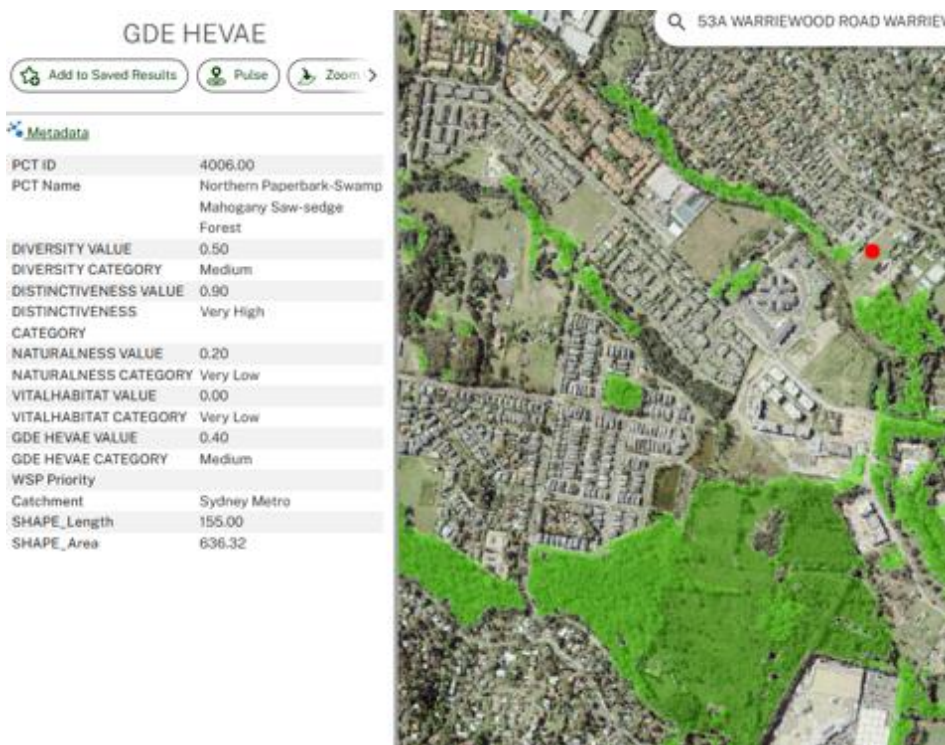 GDE HEVAE
Add to Saved Results
Pulse
Zoom
Metadata
PCT ID 4006.00
PCT Name Northern Paperbark-Swamp
Mahogany Saw-sedge
Forest
DIVERSITY VALUE 0.50
DIVERSITY CATEGORY Medium
DISTINCTIVENESS VALUE 0.90
DISTINCTIVENESS Very High
CATEGORY
NATURALNESS VALUE 0.20
NATURALNESS CATEGORY Very Low
VITALHABITAT VALUE 0.00
VITALHABITAT CATEGORY Very Low
GDE HEVAE VALUE 0.40
GDE HEVAE CATEGORY Medium
WSP Priority
Catchment Sydney Metro
SHAPE_Length 155.00
SHAPE_Area 636.32
53A WARRIEWOOD ROAD WARRIEW